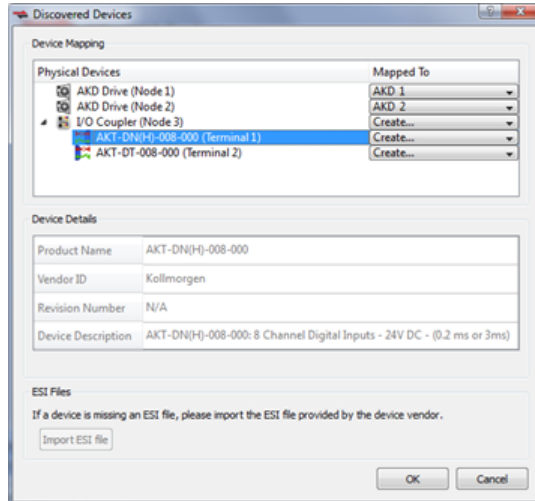 Discovered Devices
Device Mapping
Physical Devices Mapped To
AKD Drive (Node 1) AKD 1
AKD Drive (Node 2) AKD 2
I/O Coupler (Node 3) Create...
AKT-DN(H)-008-000 (Terminal 1) Create...
AKT-DT-008-000 (Terminal 2) Create...
Device Details
Product Name AKT-DN(H)-008-000
Vendor ID Kollmorgen
Revision Number N/A
Device Description AKT-DN(H)-008-000: 8 Channel Digital Inputs - 24V DC - (0.2 ms or 3ms)
ESI Files
If a device is missing an ESI file, please import the ESI file provided by the device vendor.
Import ESI file
OK Cancel